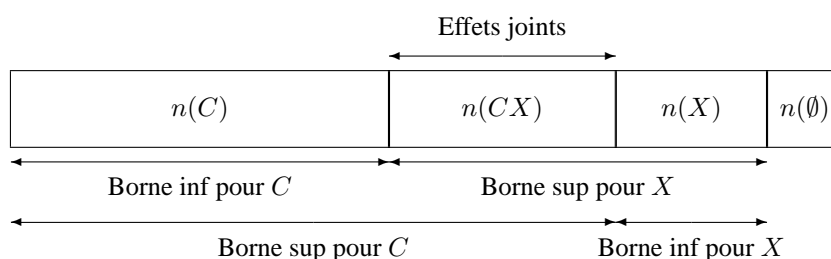 Effets joints
n(C) n(CX) n(X) n(∅)
Borne inf pour C Borne sup pour X
Borne sup pour C Borne inf pour X